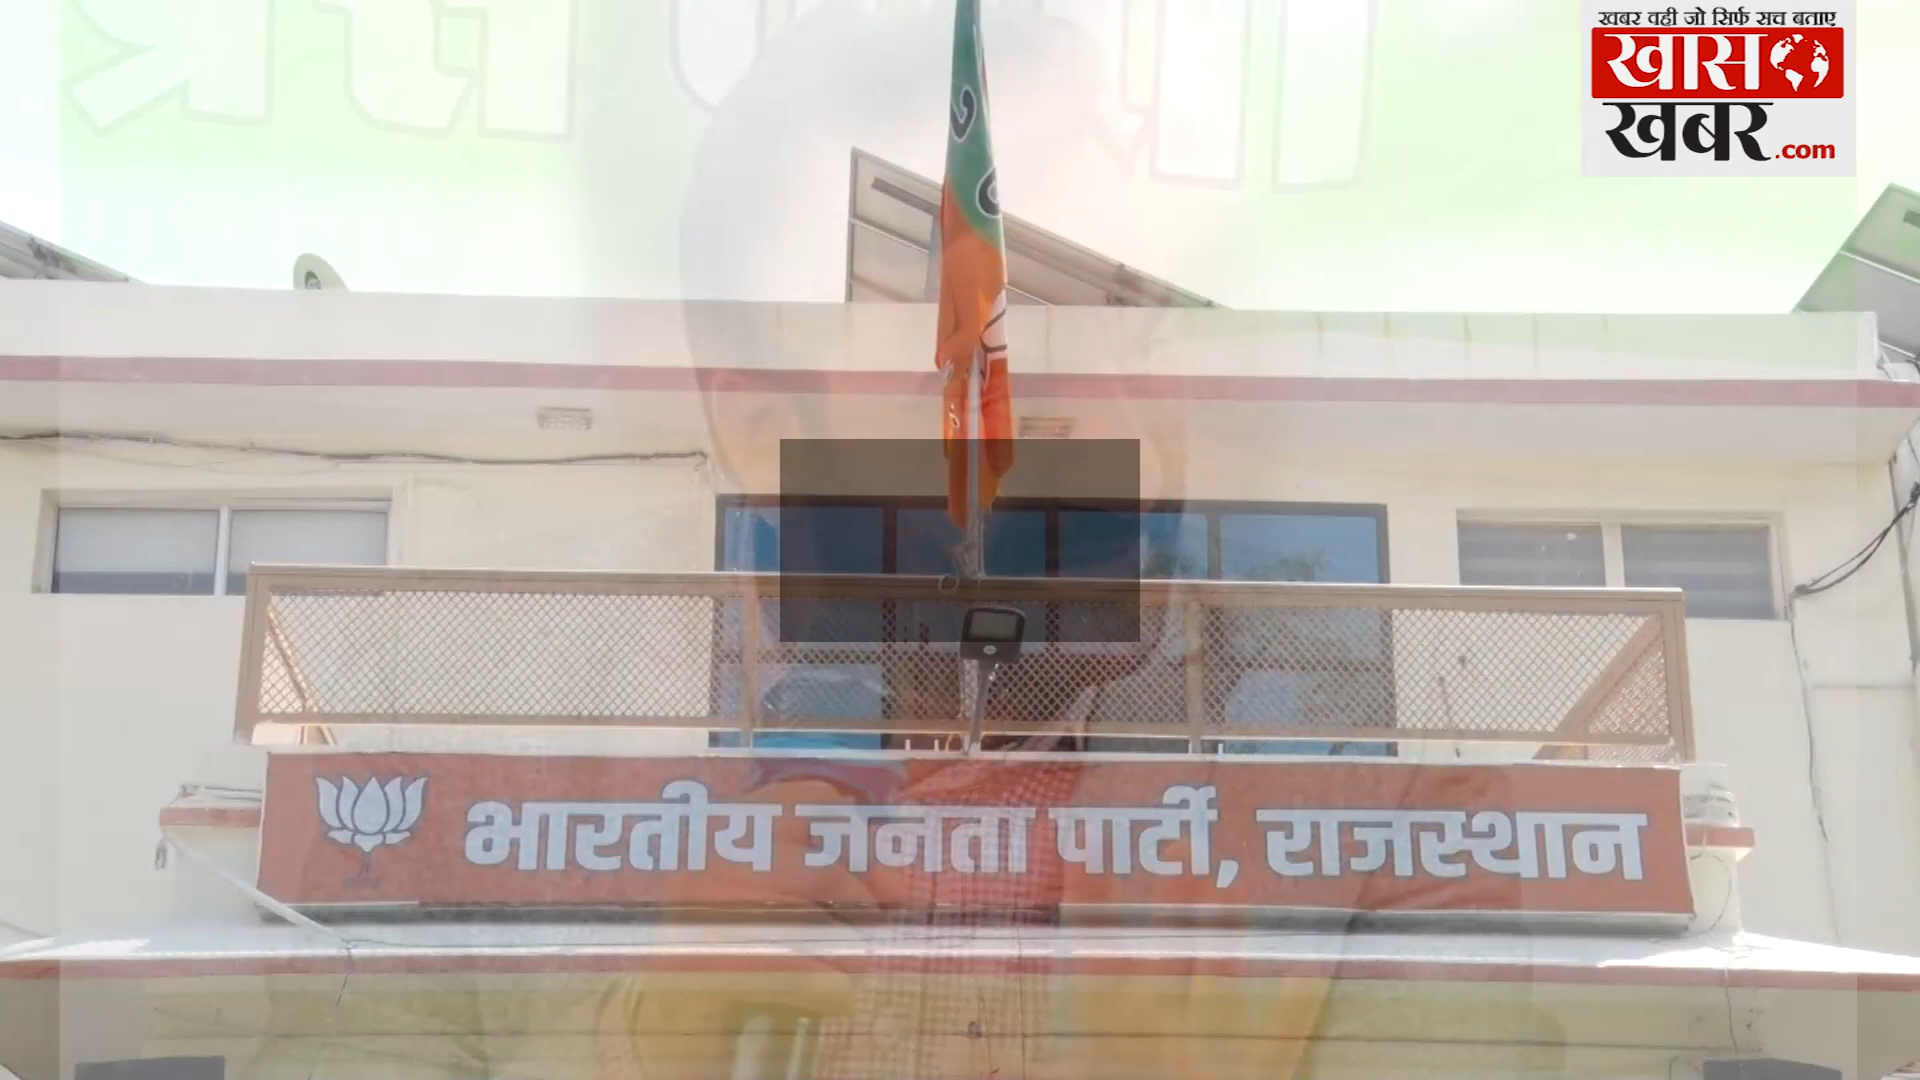 खबर वही जो सिर्फ सच बताए
खास
खबर.com
भारतीय जनता पार्टी, राजस्थान